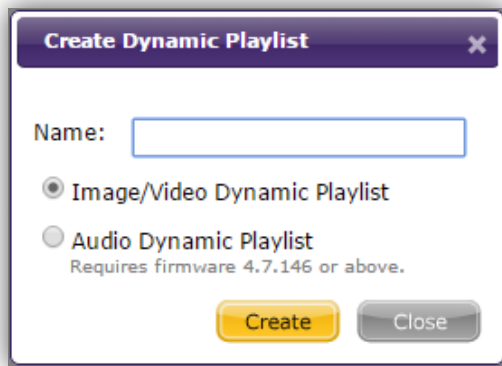 Create Dynamic Playlist
Name:
Image/Video Dynamic Playlist
Audio Dynamic Playlist
Requires firmware 4.7.146 or above.
Create Close